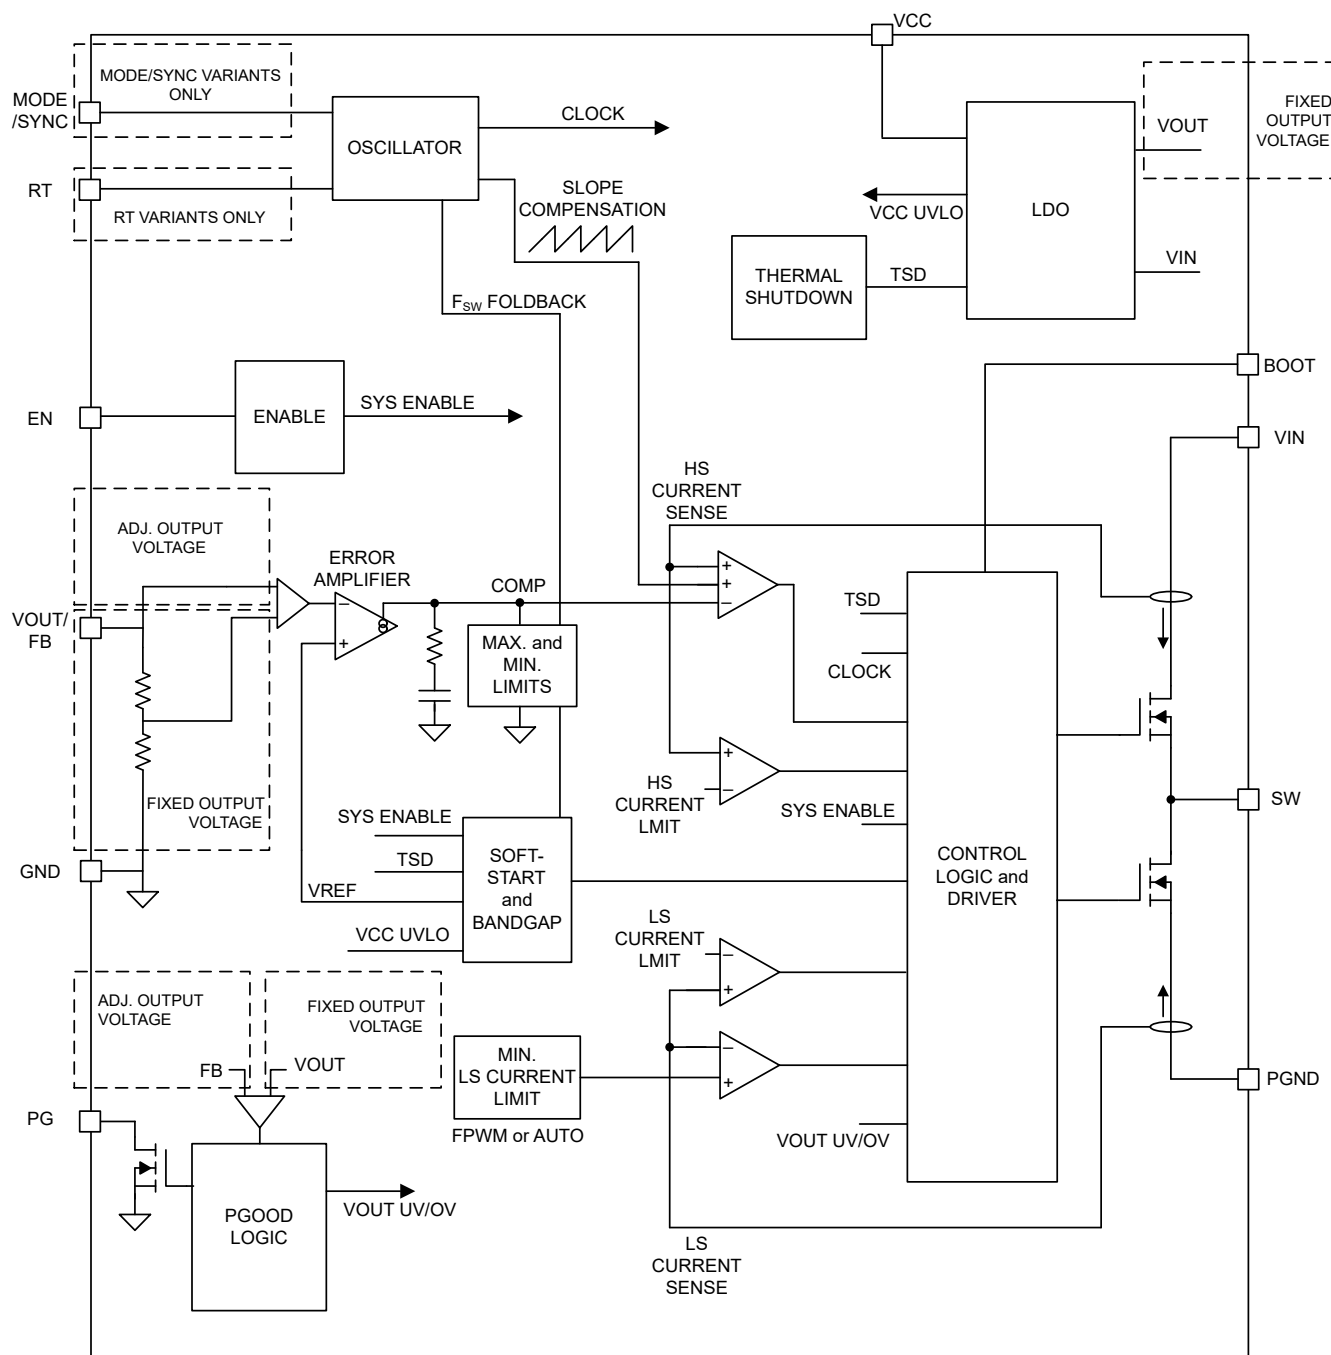 VCC
MODE/SYNC VARIANTS
ONLY
MODE
/SYNC
OSCILLATOR
CLOCK
FIXED
OUTPUT
VOLTAGE
VOUT
RT
RT VARIANTS ONLY
SLOPE
COMPENSATION
VCC UVLO
LDO
VIN
THERMAL
SHUTDOWN
TSD
FSW FOLDBACK
BOOT
EN
ENABLE
SYS ENABLE
VIN
HS
CURRENT
SENSE
ADJ. OUTPUT
VOLTAGE
ERROR
AMPLIFIER
COMP
+
+
−
−
+
VOUT/
FB
MAX. and
MIN.
LIMITS
TSD
CLOCK
+
−
HS
CURRENT
LMIT
FIXED OUTPUT
VOLTAGE
SYS ENABLE
SW
SYS ENABLE
TSD
VREF
VCC UVLO
SOFT-
START
and
BANDGAP
CONTROL
LOGIC and
DRIVER
GND
LS
CURRENT
LMIT
−
+
ADJ. OUTPUT
VOLTAGE
FIXED OUTPUT
VOLTAGE
FB
VOUT
MIN.
LS CURRENT
LIMIT
FPWM or AUTO
−
+
PGND
PG
VOUT UV/OV
PGOOD
LOGIC
VOUT UV/OV
LS
CURRENT
SENSE